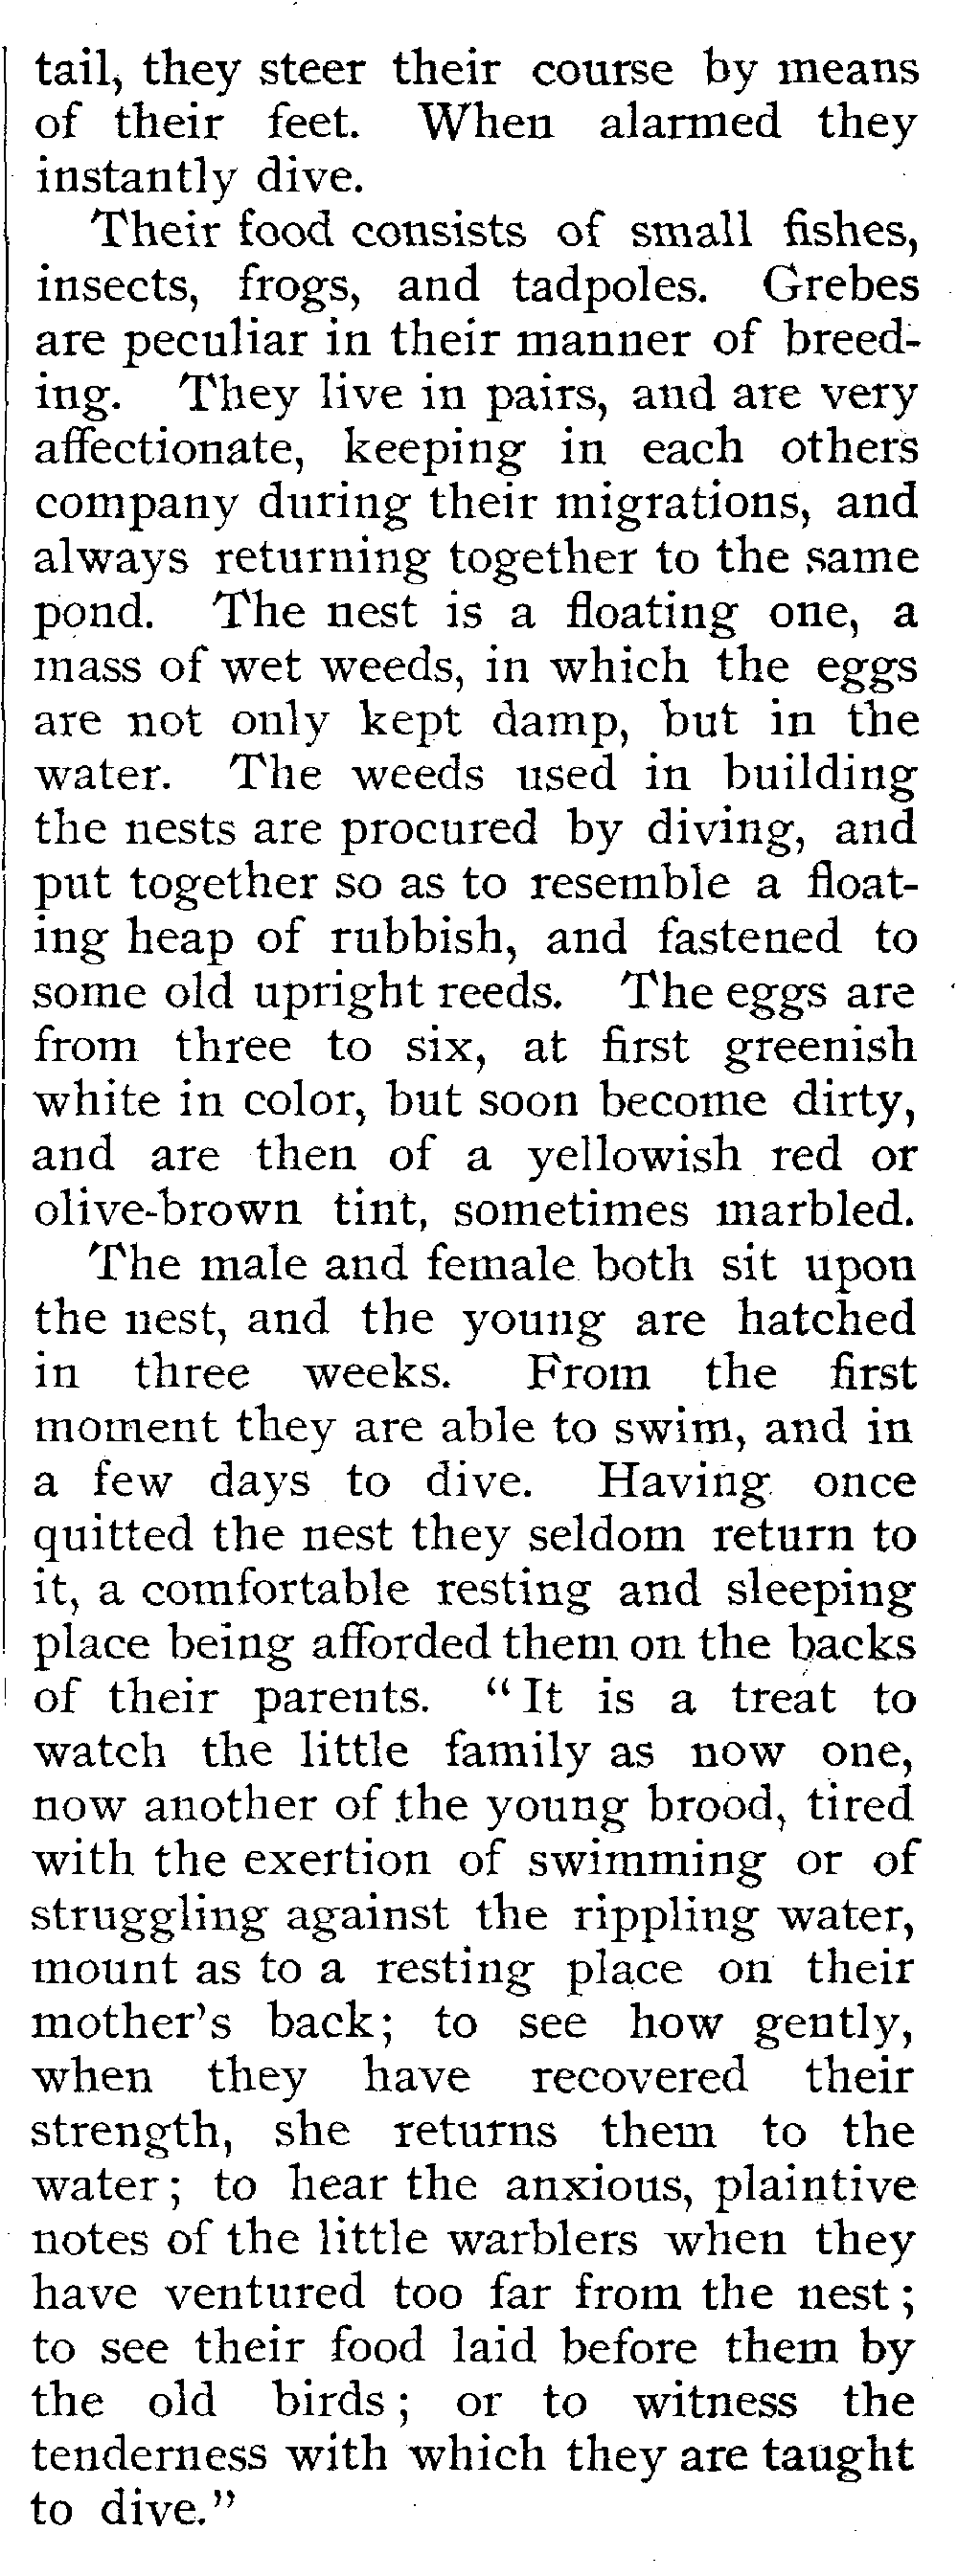 tail, they steer their course by means
of their feet. When alarmed they
instantly dive.
Their food consists of small fishes,
insects, frogs, and tadpoles. Grebes
are peculiar in their manner of breed-
ing. They live in pairs, and are very
affectionate, keeping in each others
company during their migrations, and
always returning together to the same
pond. The nest is a floating one, a
mass of wet weeds, in which the eggs
are not only kept damp, but in the
water. The weeds used in building
the nests are procured by diving, and
put together so as to resemble a float-
ing heap of rubbish, and fastened to
some old upright reeds. The eggs are
from three to six, at first greenish
white in color, but soon become dirty,
and are then of a yellowish red or
olive-brown tint, sometimes marbled.
The male and female both sit upon
the nest, and the young are hatched
in three weeks. From the first
moment they are able to swim, and in
a few days to dive. Having once
quitted the nest they seldom return to
it, a comfortable resting and sleeping
place being afforded them on the backs
of their parents. "It is a treat to
watch the little family as now one,
now another of the young brood, tired
with the exertion of swimming or of
struggling against the rippling water,
mount as to a resting place on their
mother's back; to see how gently,
when they have recovered their
strength, she returns them to the
water; to hear the anxious, plaintive
notes of the little warblers when they
have ventured too far from the nest;
to see their food laid before them by
the old birds; or to witness the
tenderness with which they are taught
to dive."